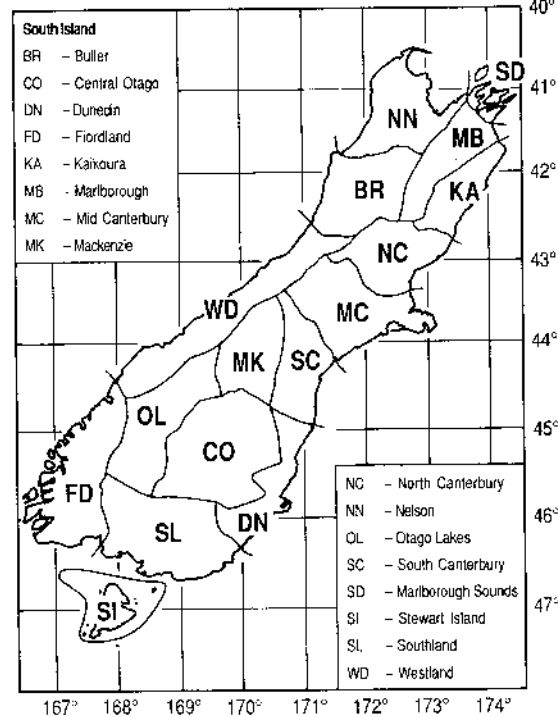 South Island
BR – Buller
CO – Central Otago
DN – Dunedin
FD – Fiordland
KA – Kaikoura
MB – Marlborough
MC – Mid Canterbury
MK – Mackenzie
40°
SD
41°
NN
MB
42°
BR
KA
NC
43°
WD
MC
44°
MK
SC
OL
45°
CO
FD
46°
SL
DN
SI
47°
NC – North Canterbury
NN – Nelson
OL – Otago Lakes
SC – South Canterbury
SD – Marlborough Sounds
SI – Stewart Island
SL – Southland
WD – Westland
167° 168° 169° 170° 171° 172° 173° 174°